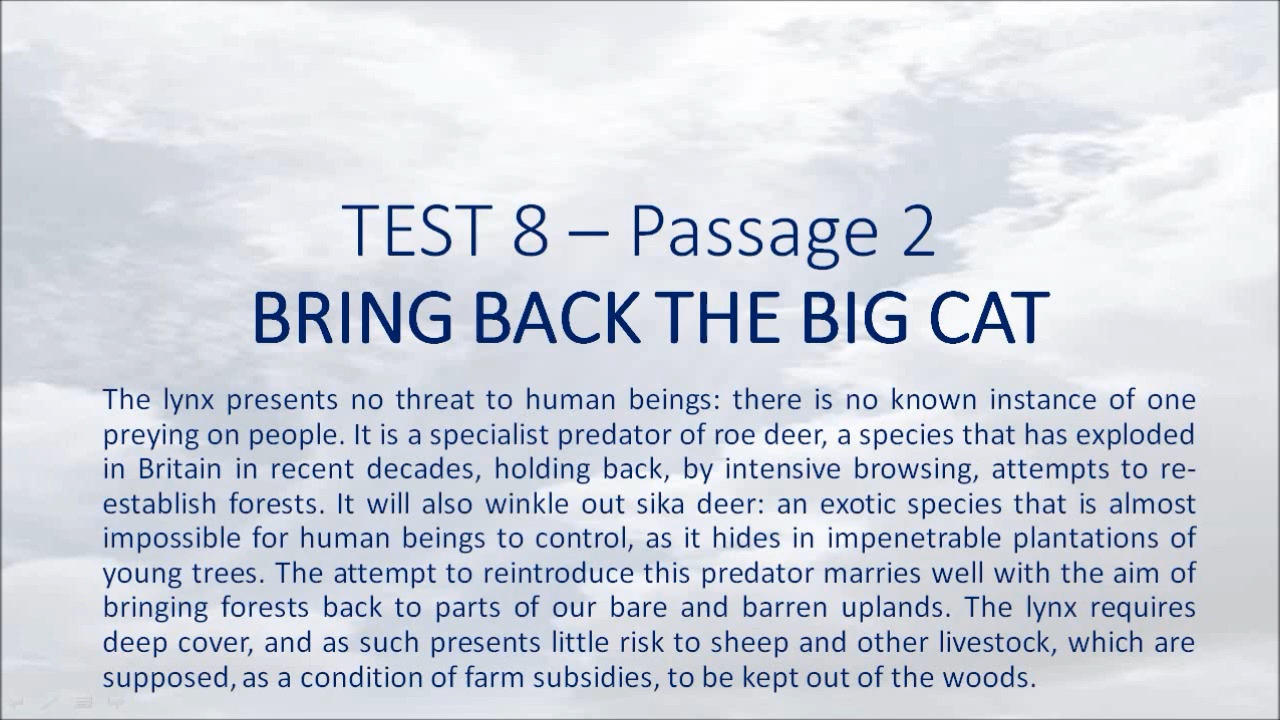 TEST 8 – Passage 2
BRING BACK THE BIG CAT
The lynx presents no threat to human beings: there is no known instance of one
preying on people. It is a specialist predator of roe deer, a species that has exploded
in Britain in recent decades, holding back, by intensive browsing, attempts to re-
establish forests. It will also winkle out sika deer: an exotic species that is almost
impossible for human beings to control, as it hides in impenetrable plantations of
young trees. The attempt to reintroduce this predator marries well with the aim of
bringing forests back to parts of our bare and barren uplands. The lynx requires
deep cover, and as such presents little risk to sheep and other livestock, which are
supposed, as a condition of farm subsidies, to be kept out of the woods.